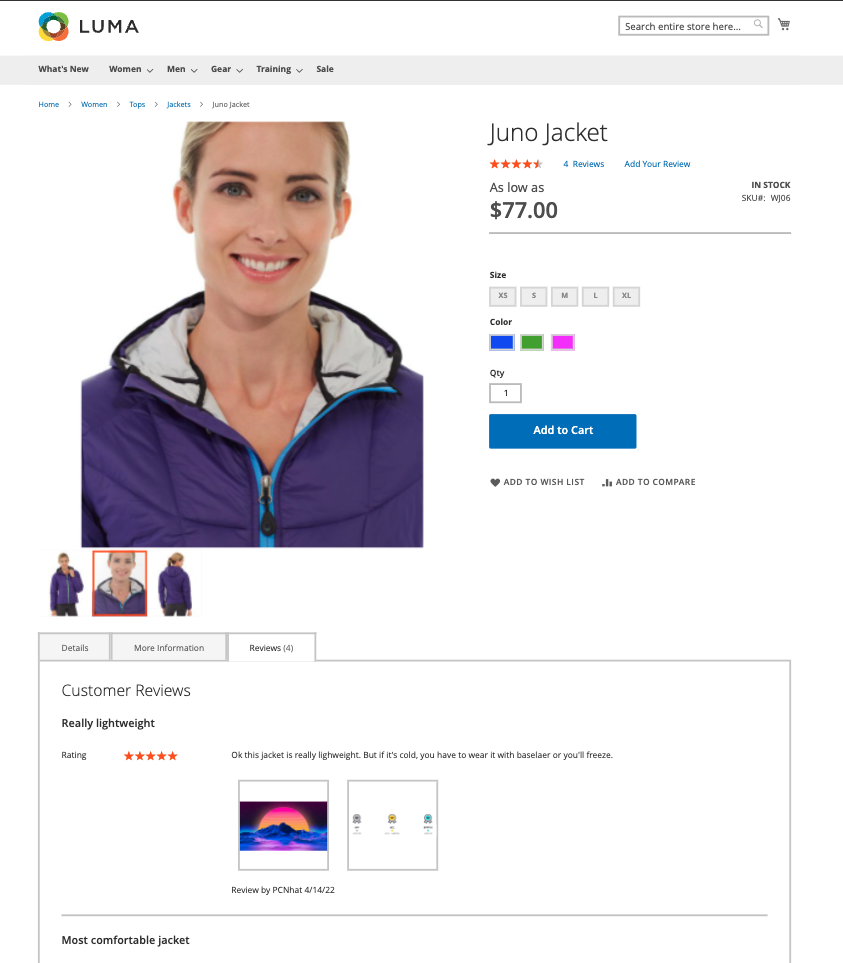 LUMA
Search entire store here...
What's New Women Men Gear Training Sale
Home > Women > Tops > Jackets > Juno Jacket
Juno Jacket
4 Reviews Add Your Review
As low as
IN STOCK
$77.00
SKU#: WJ06
Size
XS S M L XL
Color
Qty
1
Add to Cart
ADD TO WISH LIST ADD TO COMPARE
Details More Information Reviews (4)
Customer Reviews
Really lightweight
Rating
Ok this jacket is really lighweight. But if it's cold, you have to wear it with baselaer or you'll freeze.
Review by PCNhat 4/14/22
Most comfortable jacket